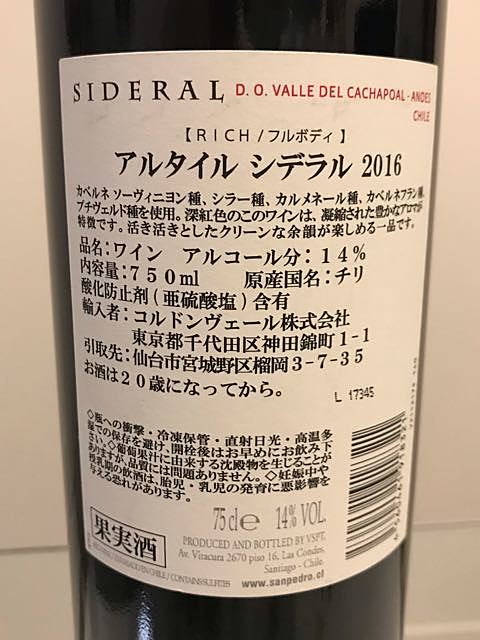 SIDERAL D. O. VALLE DEL CACHAPOAL - ANDES
CHILE
【RICH/フルボディ】
アルタイル シデラル 2016
カベルネ ソーヴィニヨン種、シラー種、カルメネール種、カベルネフラン種、
プチヴェルド種を使用。深紅色のこのワインは、凝縮された豊かなアロマが
特徴です。活き活きとしたクリーンな余韻が楽しめる一品です。
品名：ワイン アルコール分：14%
内容量：750ml 原産国名：チリ
酸化防止剤(亜硫酸塩)含有
輸入者：コルドンヴェール株式会社
東京都千代田区神田錦町1-1
引取先：仙台市宮城野区榴岡3-7-35
お酒は20歳になってから。
L 17345
◇瓶への衝撃・冷凍保管・直射日光・高温多
湿での保存を避け、開栓後はお早めにお飲み下
さい。◇葡萄果汁に由来する沈殿物を生じることが
ありますが、品質には問題ありません。◇妊娠中や
授乳期の飲酒は、胎児・乳児の発育に悪影響を
与える恐れがあります。
果実酒
75 cl e 14% VOL.
PRODUCED AND BOTTLED BY VSPT.
Av. Vitacura 2670 piso 16, Las Condes,
Santiago - Chile.
www.sanpedro.cl